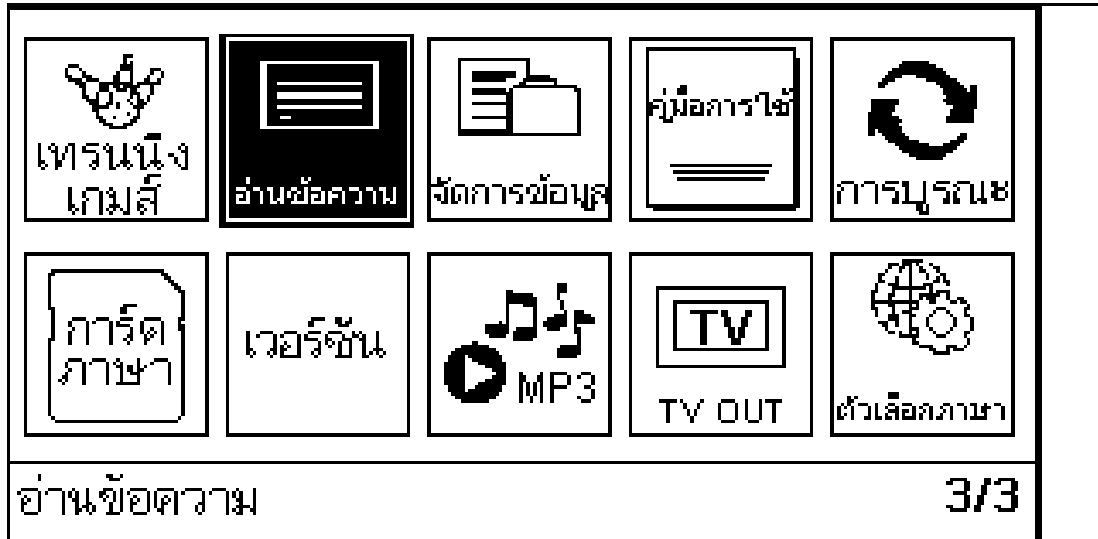 เทรนนิ่ง
เกมส์
อ่านข้อความ
จัดการข้อมูล
คู่มือการใช้
การบูรณะ
การ์ด
ภาษา
เวอร์ชัน
MP3
TV
TV OUT
ตัวเลือกภาษา
อ่านข้อความ 3/3